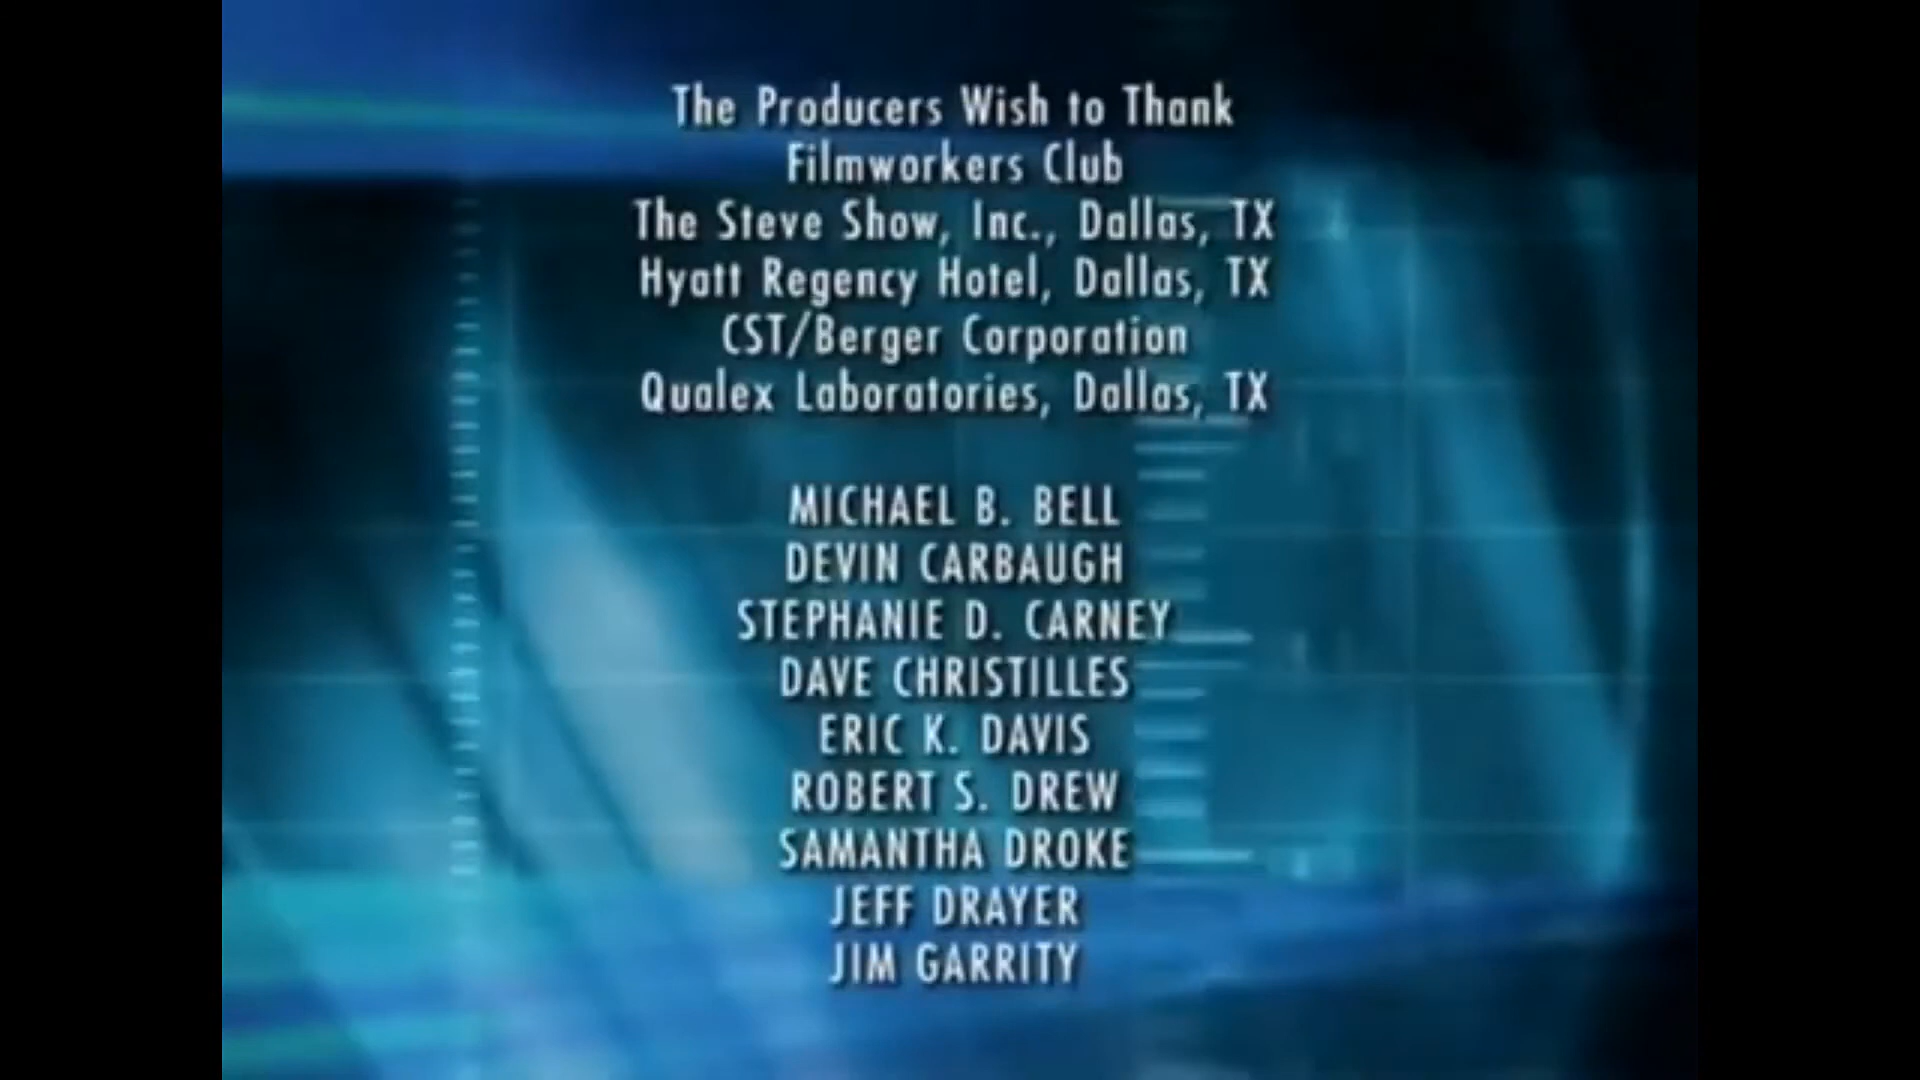 The Producers Wish to Thank
Filmworkers Club
The Steve Show, Inc., Dallas, TX
Hyatt Regency Hotel, Dallas, TX
CST/Berger Corporation
Qualex Laboratories, Dallas, TX
MICHAEL B. BELL
DEVIN CARBAUGH
STEPHANIE D. CARNEY
DAVE CHRISTILLES
ERIC K. DAVIS
ROBERT S. DREW
SAMANTHA DROKE
JEFF DRAYER
JIM GARRITY